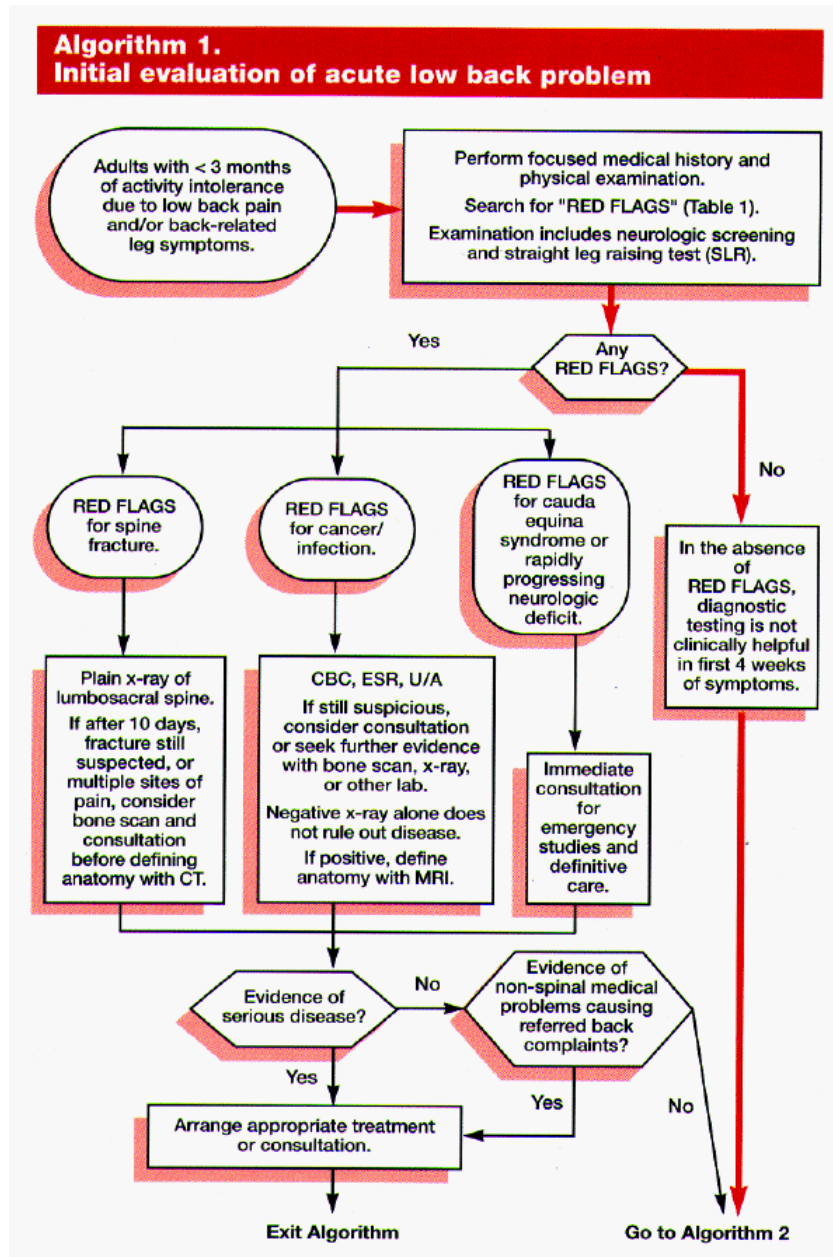 Algorithm 1.
Initial evaluation of acute low back problem
Adults with < 3 months
of activity intolerance
due to low back pain
and/or back-related
leg symptoms.
Perform focused medical history and
physical examination.
Search for "RED FLAGS" (Table 1).
Examination includes neurologic screening
and straight leg raising test (SLR).
Any
RED FLAGS?
Yes
No
RED FLAGS
for spine
fracture.
RED FLAGS
for cancer/
infection.
RED FLAGS
for cauda
equina
syndrome or
rapidly
progressing
neurologic
deficit.
In the absence
of
RED FLAGS,
diagnostic
testing is not
clinically helpful
in first 4 weeks
of symptoms.
Plain x-ray of
lumbosacral spine.
If after 10 days,
fracture still
suspected, or
multiple sites of
pain, consider
bone scan and
consultation
before defining
anatomy with CT.
CBC, ESR, U/A
If still suspicious,
consider consultation
or seek further evidence
with bone scan, x-ray,
or other lab.
Negative x-ray alone does
not rule out disease.
If positive, define
anatomy with MRI.
Immediate
consultation
for
emergency
studies and
definitive
care.
Evidence of
serious disease?
No
Evidence of
non-spinal medical
problems causing
referred back
complaints?
Yes
Yes
No
Arrange appropriate treatment
or consultation.
Exit Algorithm
Go to Algorithm 2